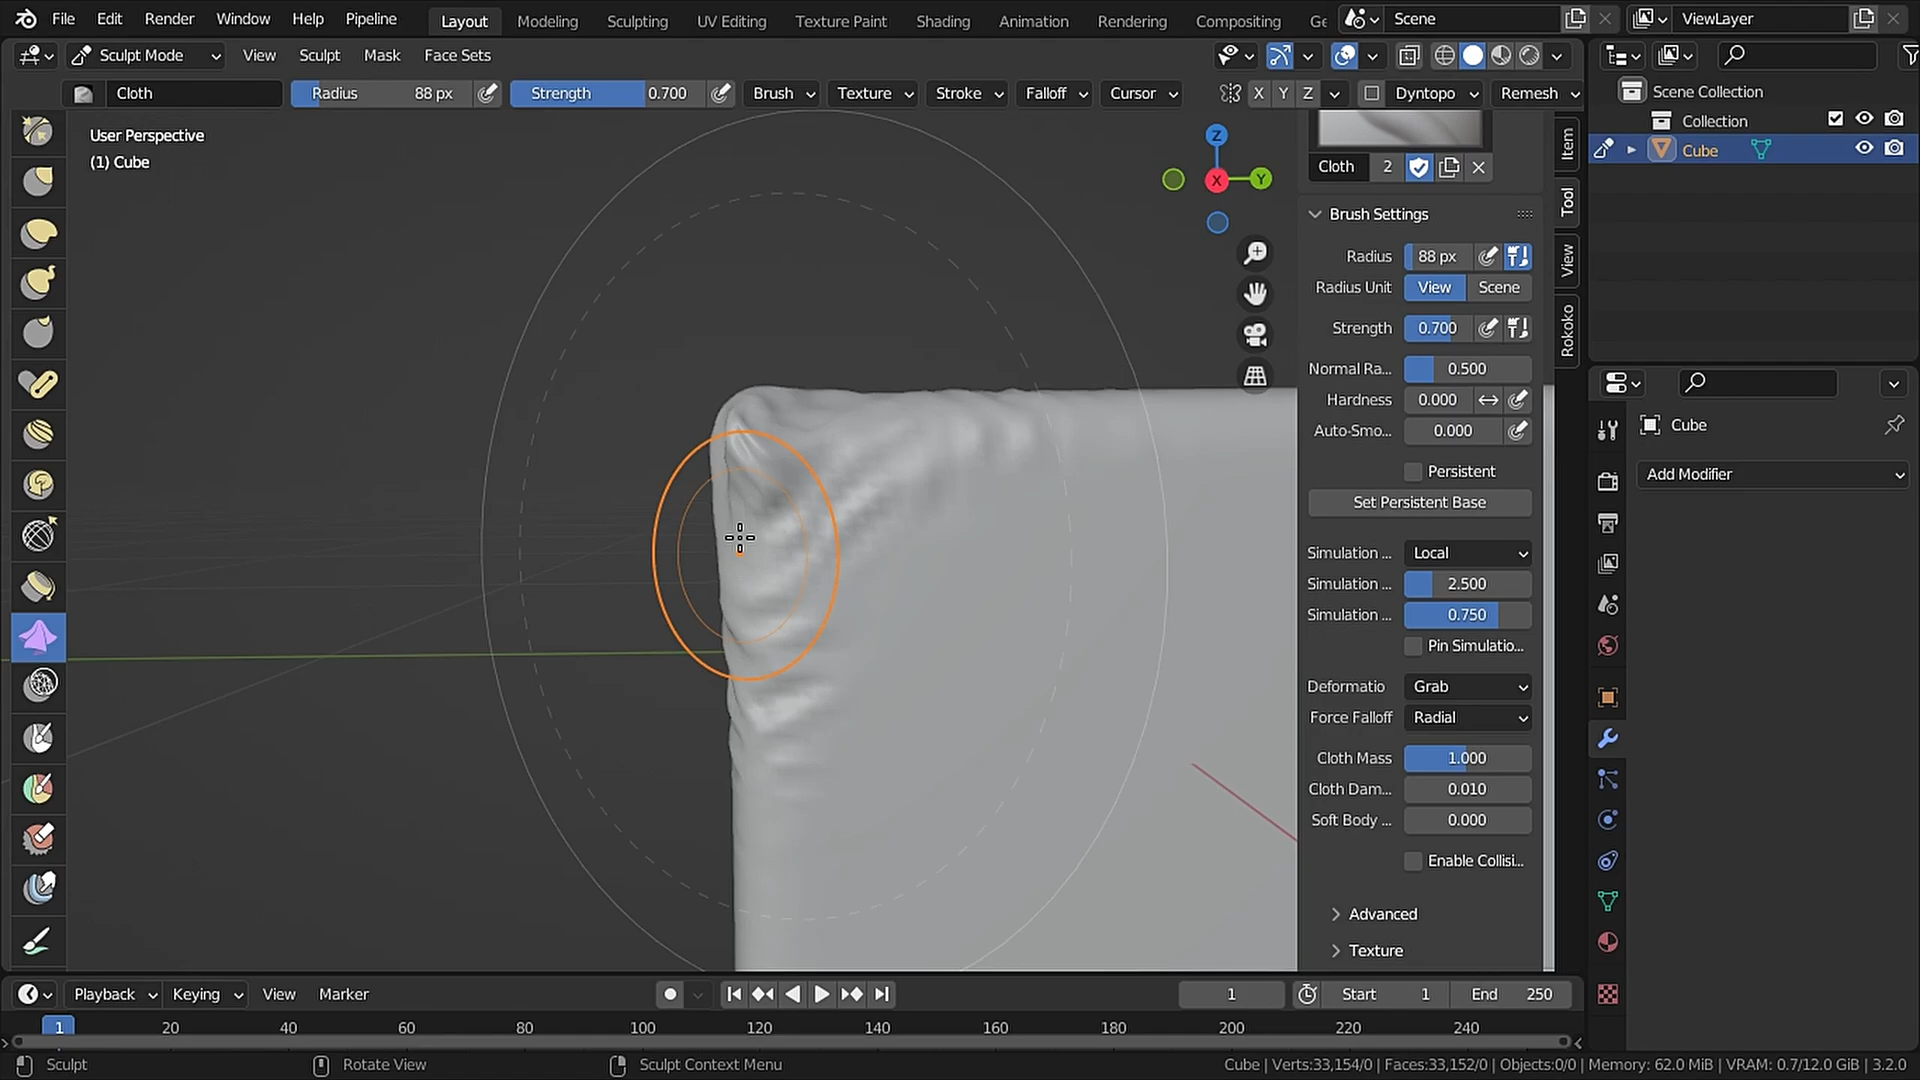 File Edit Render Window Help Pipeline Layout Modeling Sculpting UV Editing Texture Paint Shading Animation Rendering Compositing Ge Scene ViewLayer
Sculpt Mode View Sculpt Mask Face Sets
Cloth Radius 88 px Strength 0.700 Brush Texture Stroke Falloff Cursor X Y Z Dyntopo Remesh
Scene Collection
Collection
Cube
User Perspective
(1) Cube
Z
X
Y
Cloth 2
Item
Tool
View
Rokoko
Brush Settings
Radius 88 px
Radius Unit View Scene
Strength 0.700
Normal Ra... 0.500
Hardness 0.000
Auto-Smo... 0.000
Persistent
Set Persistent Base
Simulation ... Local
Simulation ... 2.500
Simulation ... 0.750
Pin Simulatio...
Deformatio Grab
Force Falloff Radial
Cloth Mass 1.000
Cloth Dam... 0.010
Soft Body ... 0.000
Enable Collisi...
Advanced
Texture
Cube
Add Modifier
Playback Keying View Marker 1 Start 1 End 250
1 20 40 60 80 100 120 140 160 180 200 220 240
Sculpt Rotate View Sculpt Context Menu Cube | Verts:33,154/0 | Faces:33,152/0 | Objects:0/0 | Memory: 62.0 MiB | VRAM: 0.7/12.0 GiB | 3.2.0